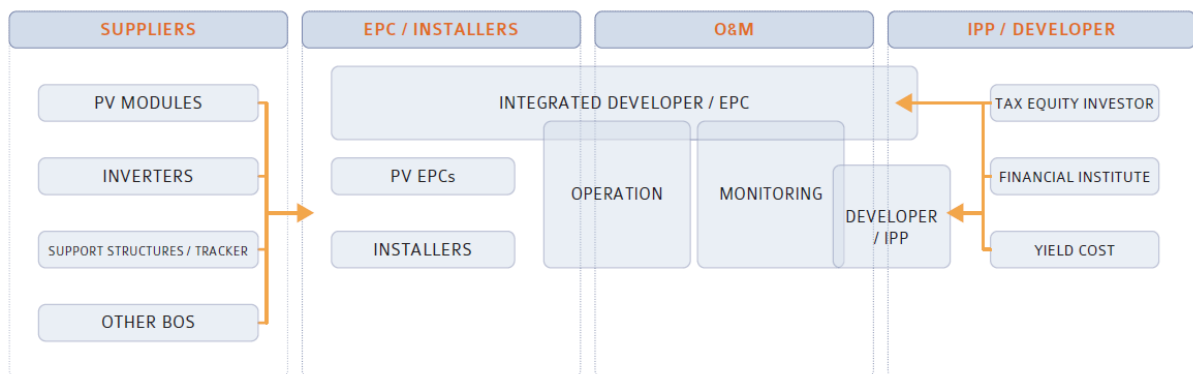 SUPPLIERS
EPC / INSTALLERS
O&M
IPP / DEVELOPER
PV MODULES
INVERTERS
SUPPORT STRUCTURES / TRACKER
OTHER BOS
INTEGRATED DEVELOPER / EPC
PV EPCs
INSTALLERS
OPERATION
MONITORING
DEVELOPER
/ IPP
TAX EQUITY INVESTOR
FINANCIAL INSTITUTE
YIELD COST